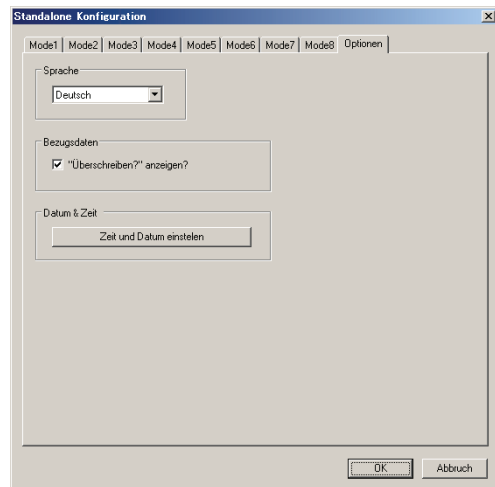 Standalone Konfiguration
Mode1 Mode2 Mode3 Mode4 Mode5 Mode6 Mode7 Mode8 Optionen
Sprache
Deutsch
Bezugsdaten
"Überschreiben?" anzeigen?
Datum & Zeit
Zeit und Datum einstelen
OK Abbruch